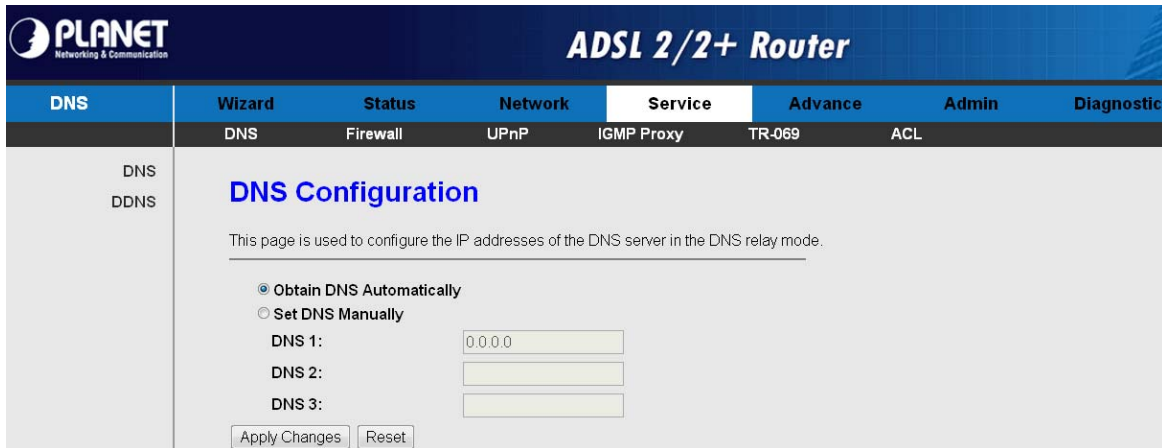 PLANET
Networking & Communication
ADSL 2/2+ Router
DNS
Wizard Status Network Service Advance Admin Diagnostic
DNS Firewall UPnP IGMP Proxy TR-069 ACL
DNS
DDNS
DNS Configuration
This page is used to configure the IP addresses of the DNS server in the DNS relay mode.
Obtain DNS Automatically
Set DNS Manually
DNS 1: 0.0.0.0
DNS 2:
DNS 3:
Apply Changes Reset